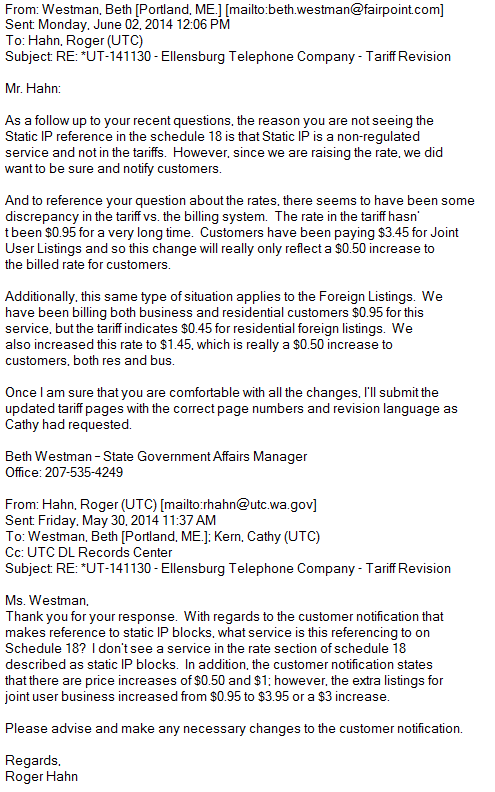 From: Westman, Beth [Portland, ME.] [mailto:beth.westman@fairpoint.com]
Sent: Monday, June 02, 2014 12:06 PM
To: Hahn, Roger (UTC)
Subject: RE: *UT-141130 - Ellensburg Telephone Company - Tariff Revision
Mr. Hahn:
As a follow up to your recent questions, the reason you are not seeing the
Static IP reference in the schedule 18 is that Static IP is a non-regulated
service and not in the tariffs.  However, since we are raising the rate, we did
want to be sure and notify customers.
And to reference your question about the rates, there seems to have been some
discrepancy in the tariff vs. the billing system.  The rate in the tariff hasn'
t been $0.95 for a very long time.  Customers have been paying $3.45 for Joint
User Listings and so this change will really only reflect a $0.50 increase to
the billed rate for customers.
Additionally, this same type of situation applies to the Foreign Listings.  We
have been billing both business and residential customers $0.95 for this
service, but the tariff indicates $0.45 for residential foreign listings.  We
also increased this rate to $1.45, which is really a $0.50 increase to
customers, both res and bus.
Once I am sure that you are comfortable with all the changes, I'll submit the
updated tariff pages with the correct page numbers and revision language as
Cathy had requested.
Beth Westman – State Government Affairs Manager
Office: 207-535-4249
From: Hahn, Roger (UTC) [mailto:rhahn@utc.wa.gov]
Sent: Friday, May 30, 2014 11:37 AM
To: Westman, Beth [Portland, ME.]; Kern, Cathy (UTC)
Cc: UTC DL Records Center
Subject: RE: *UT-141130 - Ellensburg Telephone Company - Tariff Revision
Ms. Westman,
Thank you for your response.  With regards to the customer notification that
makes reference to static IP blocks, what service is this referencing to on
Schedule 18?  I don't see a service in the rate section of schedule 18
described as static IP blocks.  In addition, the customer notification states
that there are price increases of $0.50 and $1; however, the extra listings for
joint user business increased from $0.95 to $3.95 or a $3 increase.
Please advise and make any necessary changes to the customer notification.
Regards,
Roger Hahn